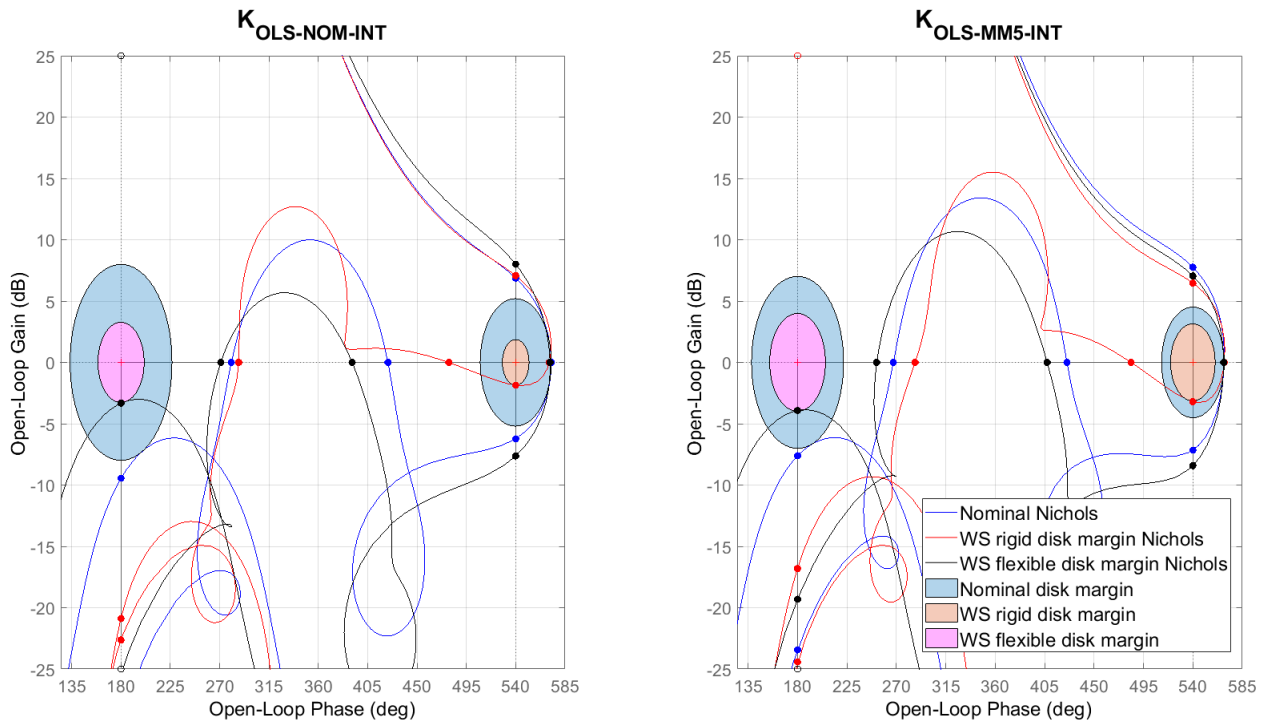 K OLS-NOM-INT
Open-Loop Gain (dB)
25
20
15
10
5
0
-5
-10
-15
-20
-25
135 180 225 270 315 360 405 450 495 540 585
Open-Loop Phase (deg)
K OLS-MM5-INT
Open-Loop Gain (dB)
25
20
15
10
5
0
-5
-10
-15
-20
-25
135 180 225 270 315 360 405 450 495 540 585
Open-Loop Phase (deg)
Nominal Nichols
WS rigid disk margin Nichols
WS flexible disk margin Nichols
Nominal disk margin
WS rigid disk margin
WS flexible disk margin